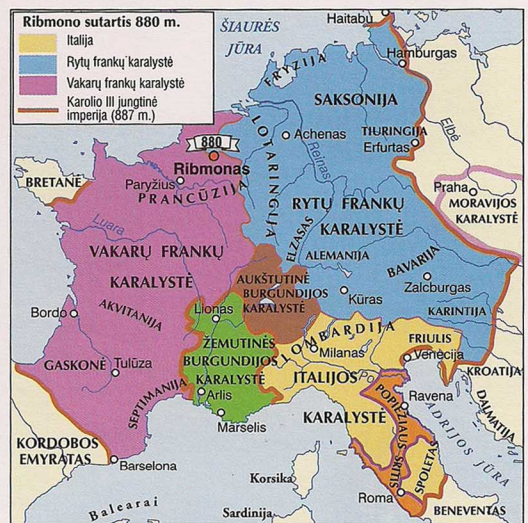 Ribmono sutartis 880 m.
Italija
Rytų frankų karalystė
Vakarų frankų karalystė
Karolio III jungtinė
imperija (887 m.)
ŠIAURĖS
JŪRA
Haitabu
Hamburgas
FRYZIJA
SAKSONIJA
LOTARINGIJA
Achenas
TIURINGIJA
Erfurtas
Elbė
Reinas
880
Ribmonas
Paryžius
PRANCŪZIJA
BRETANĖ
Praha
MORAVIJOS
KARALYSTĖ
RYTŲ FRANKŲ
KARALYSTĖ
ELZASAS
Luara
VAKARŲ FRANKŲ
KARALYSTĖ
ALEMANIJA
BAVARIJA
AUKŠTUTINĖ
BURGUNDIJOS
KARALYSTĖ
Kūras
Zalcburgas
AKVITANIJA
Bordo
Lionas
KARINTIJA
LOMBARDIJA
FRIULIS
Milanas
Venecija
ŽEMUTINĖS
BURGUNDIJOS
KARALYSTĖ
GASKONĖ
Tulūza
SEPTIMANIJA
ITALIJOS
KARALYSTĖ
Po
KROATIJA
Arlis
Marselis
Ravena
DALMATIJA
ADRIJOS JŪRA
POPIEŽIAUS SRITIS
SPOLETAS
KORDOBOS
EMYRATAS
Barselona
Korsika
Roma
Balearai
Sardinija
BENEVENTAS